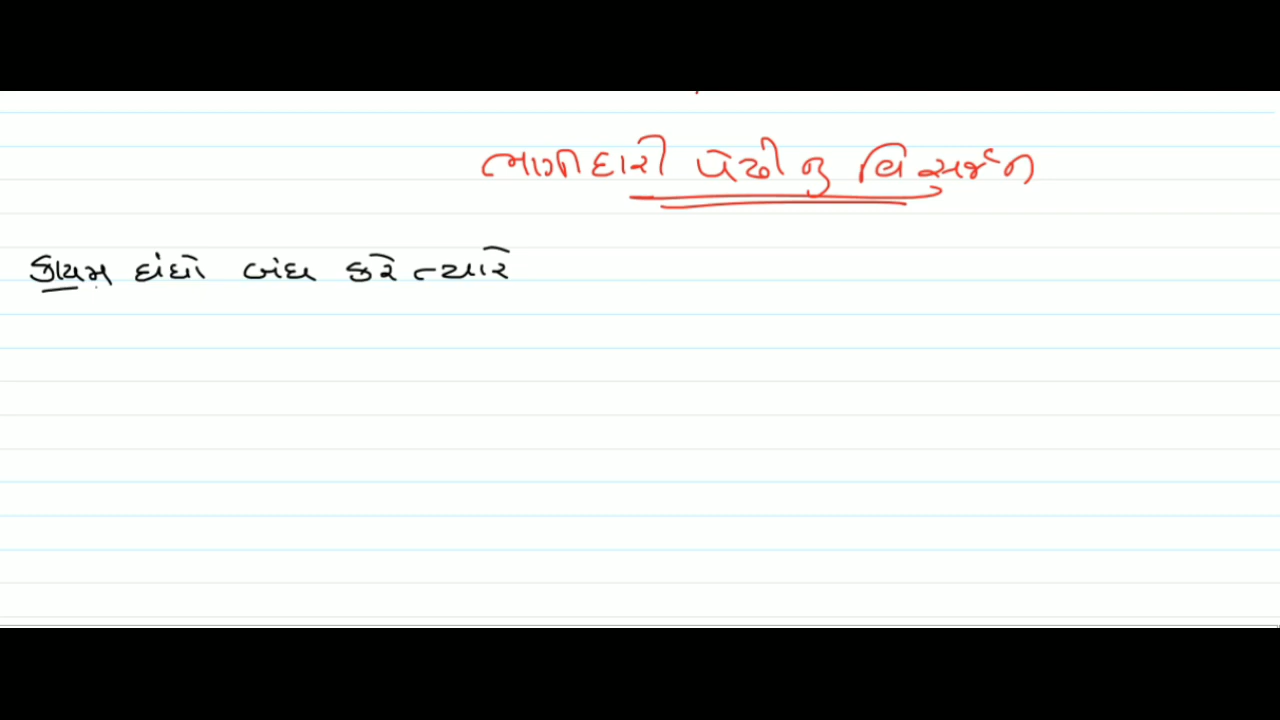 ભાગીદારી પેઢીનું વિસર્જન
કાયમ ધંધો બંધ કરે ત્યારે